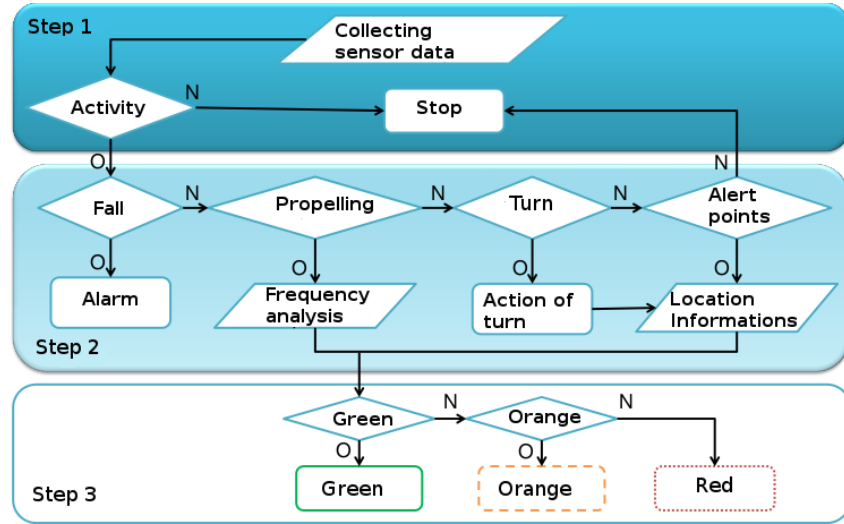 Step 1
Collecting
sensor data
Activity
N
Stop
O
N
Fall
N
Propelling
N
Turn
N
Alert
points
O
O
O
O
Alarm
Frequency
analysis
Action of
turn
Location
Informations
Step 2
Green
N
Orange
N
O
O
Green
Orange
Red
Step 3